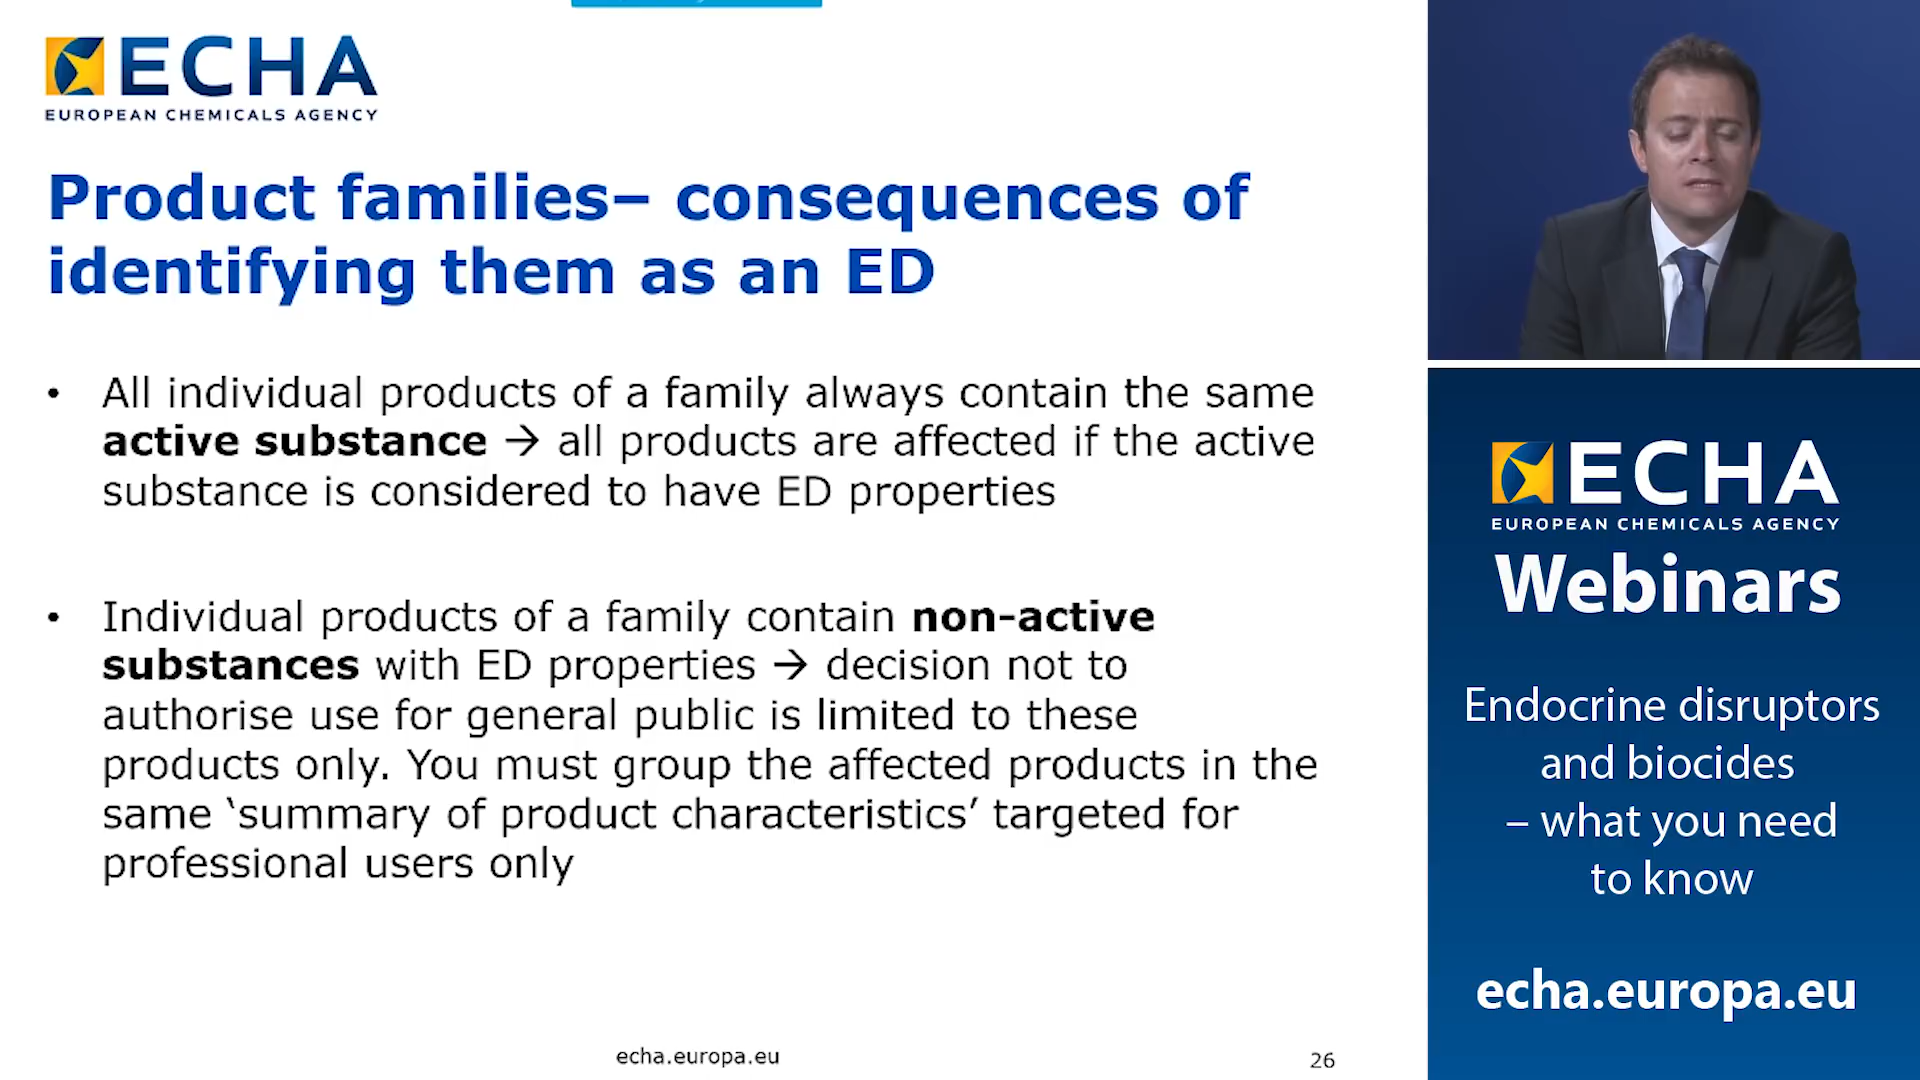 ECHA
EUROPEAN CHEMICALS AGENCY
Product families– consequences of
identifying them as an ED
• All individual products of a family always contain the same
active substance → all products are affected if the active
substance is considered to have ED properties
• Individual products of a family contain non-active
substances with ED properties → decision not to
authorise use for general public is limited to these
products only. You must group the affected products in the
same ‘summary of product characteristics’ targeted for
professional users only
echa.europa.eu
26
ECHA
EUROPEAN CHEMICALS AGENCY
Webinars
Endocrine disruptors
and biocides
– what you need
to know
echa.europa.eu